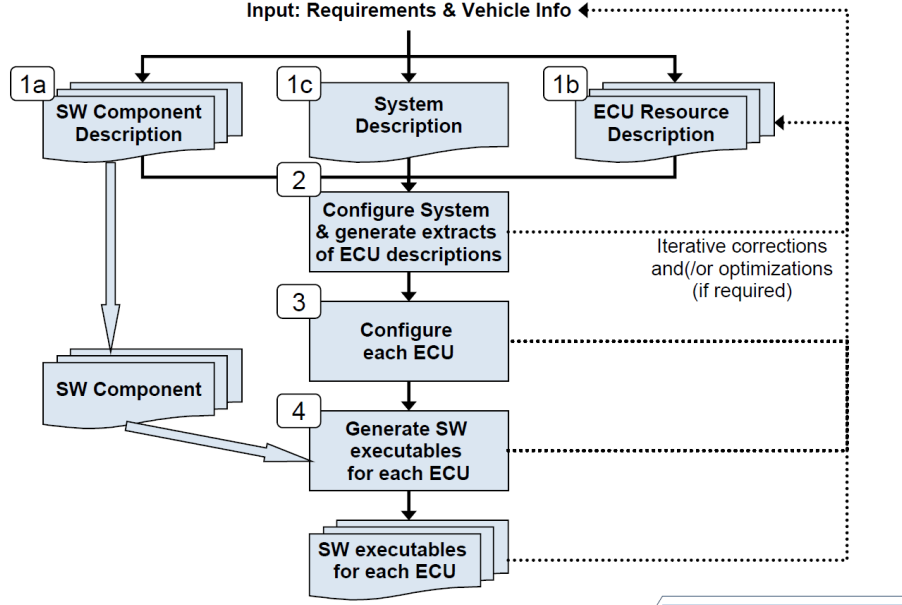 Input: Requirements & Vehicle Info
1a
SW Component
Description
1c
System
Description
1b
ECU Resource
Description
2
Configure System
& generate extracts
of ECU descriptions
Iterative corrections
and(/or optimizations
(if required)
3
Configure
each ECU
SW Component
4
Generate SW
executables
for each ECU
SW executables
for each ECU